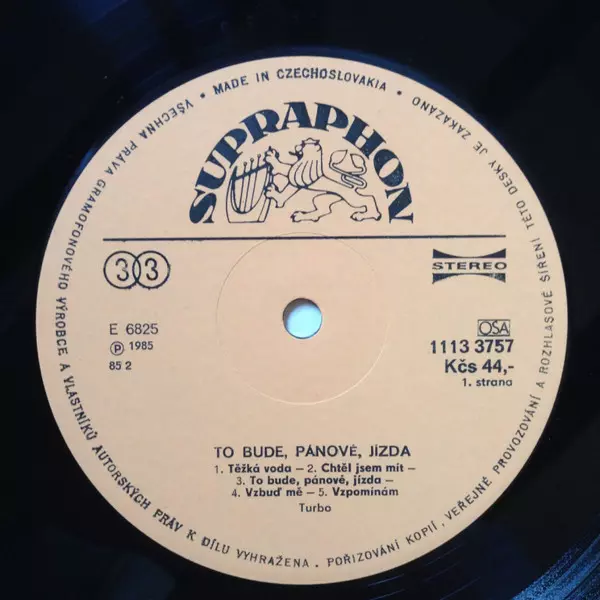 • MADE IN CZECHOSLOVAKIA •
VŠECHNA PRÁVA GRAMOFONOVÉHO VÝROBCE A VLASTNÍKŮ AUTORSKÝCH PRÁV K DÍLU VYHRAŽENA. POŘIZOVÁNÍ KOPIÍ, VEŘEJNÉ PROVOZOVÁNÍ A ROZHLASOVÉ ŠÍŘENÍ TÉTO DESKY JE ZAKÁZÁNO
SUPRAPHON
33
STEREO
E 6825
Ⓟ 1985
85 2
OSA
1113 3757
Kčs 44,-
1. strana
TO BUDE, PÁNOVÉ, JÍZDA
1. Těžká voda – 2. Chtěl jsem mít –
3. To bude, pánové, jízda –
4. Vzbuď mě – 5. Vzpomínám
Turbo